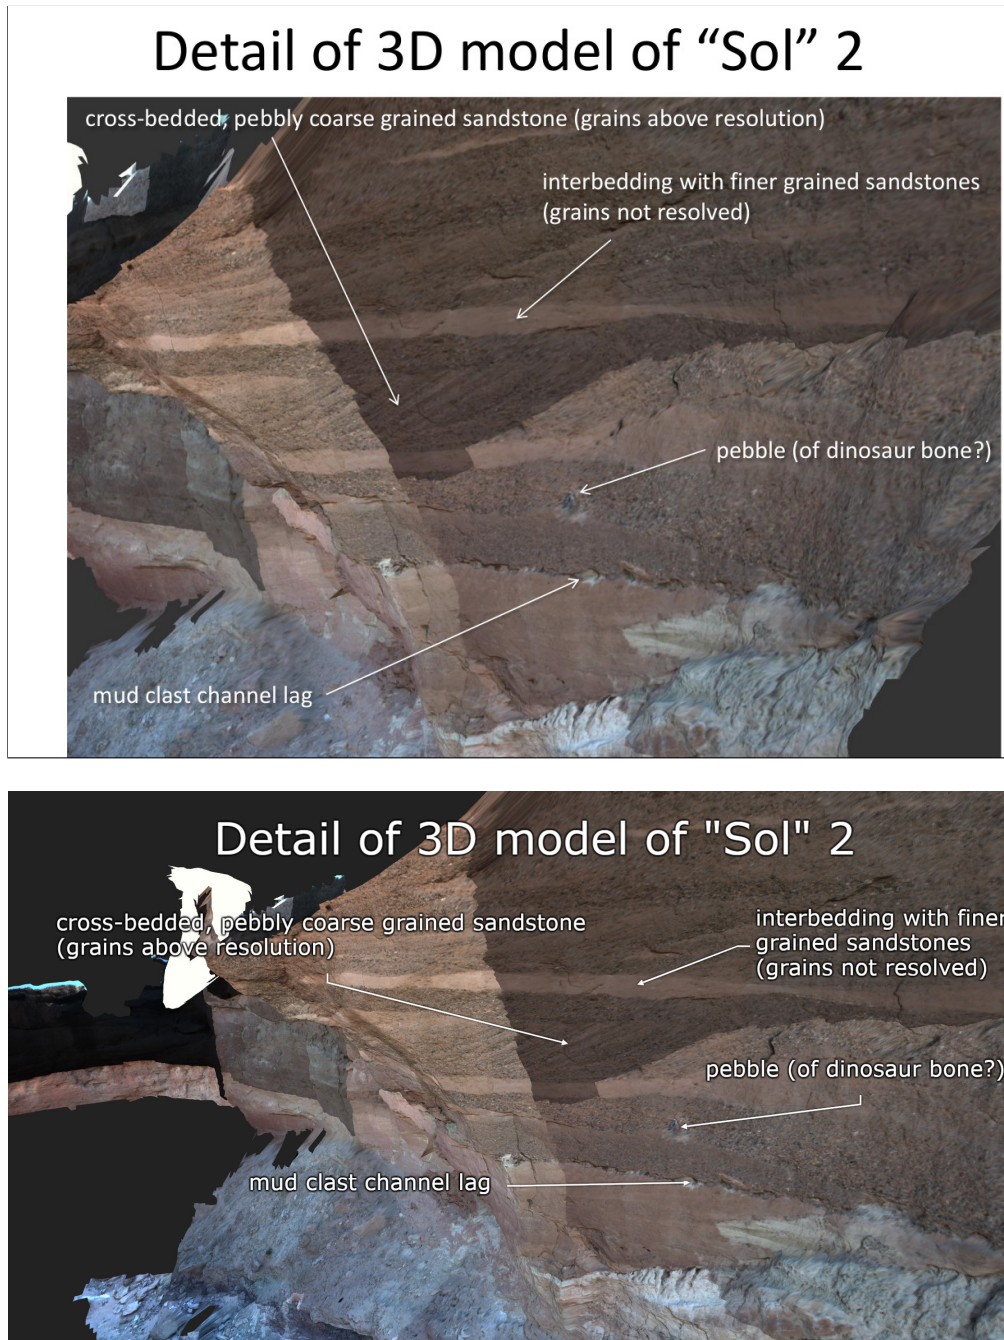 Detail of 3D model of “Sol” 2
cross-bedded, pebbly coarse grained sandstone (grains above resolution)
interbedding with finer grained sandstones
(grains not resolved)
pebble (of dinosaur bone?)
mud clast channel lag
Detail of 3D model of "Sol" 2
cross-bedded, pebbly coarse grained sandstone
(grains above resolution)
interbedding with finer
grained sandstones
(grains not resolved)
pebble (of dinosaur bone?)
mud clast channel lag